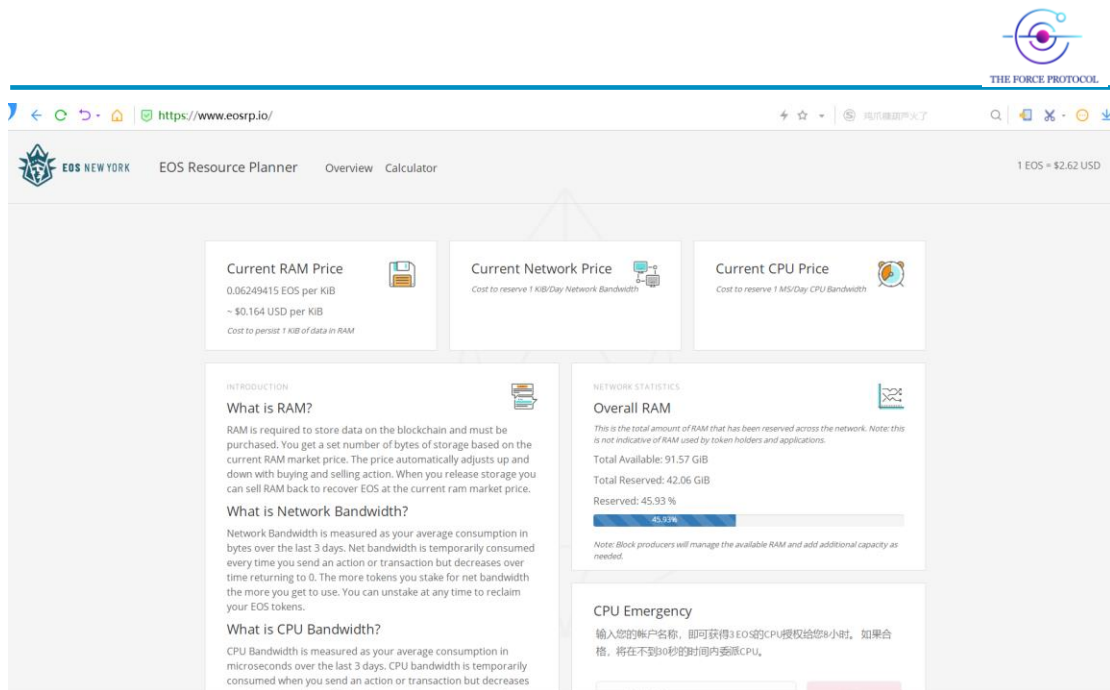 THE FORCE PROTOCOL
https://www.eosrp.io/
EOS NEW YORK
EOS Resource Planner
Overview
Calculator
1 EOS = $2.62 USD
Current RAM Price
0.06249415 EOS per KiB
~ $0.164 USD per KiB
Cost to persist 1 KiB of data in RAM
Current Network Price
Cost to reserve 1 KiB/Day Network Bandwidth
Current CPU Price
Cost to reserve 1 MS/Day CPU Bandwidth
INTRODUCTION
What is RAM?
RAM is required to store data on the blockchain and must be
purchased. You get a set number of bytes of storage based on the
current RAM market price. The price automatically adjusts up and
down with buying and selling action. When you release storage you
can sell RAM back to recover EOS at the current ram market price.
What is Network Bandwidth?
Network Bandwidth is measured as your average consumption in
bytes over the last 3 days. Net bandwidth is temporarily consumed
every time you send an action or transaction but decreases over
time returning to 0. The more tokens you stake for net bandwidth
the more you get to use. You can unstake at any time to reclaim
your EOS tokens.
What is CPU Bandwidth?
CPU Bandwidth is measured as your average consumption in
microseconds over the last 3 days. CPU bandwidth is temporarily
consumed when you send an action or transaction but decreases
NETWORK STATISTICS
Overall RAM
This is the total amount of RAM that has been reserved across the network. Note: this
is not indicative of RAM used by token holders and applications.
Total Available: 91.57 GiB
Total Reserved: 42.06 GiB
Reserved: 45.93 %
45.93%
Note: Block producers will manage the available RAM and add additional capacity as
needed.
CPU Emergency
输入您的帐户名称，即可获得3 EOS的CPU授权给您8小时。 如果合
格，将在不到30秒的时间内委派CPU。